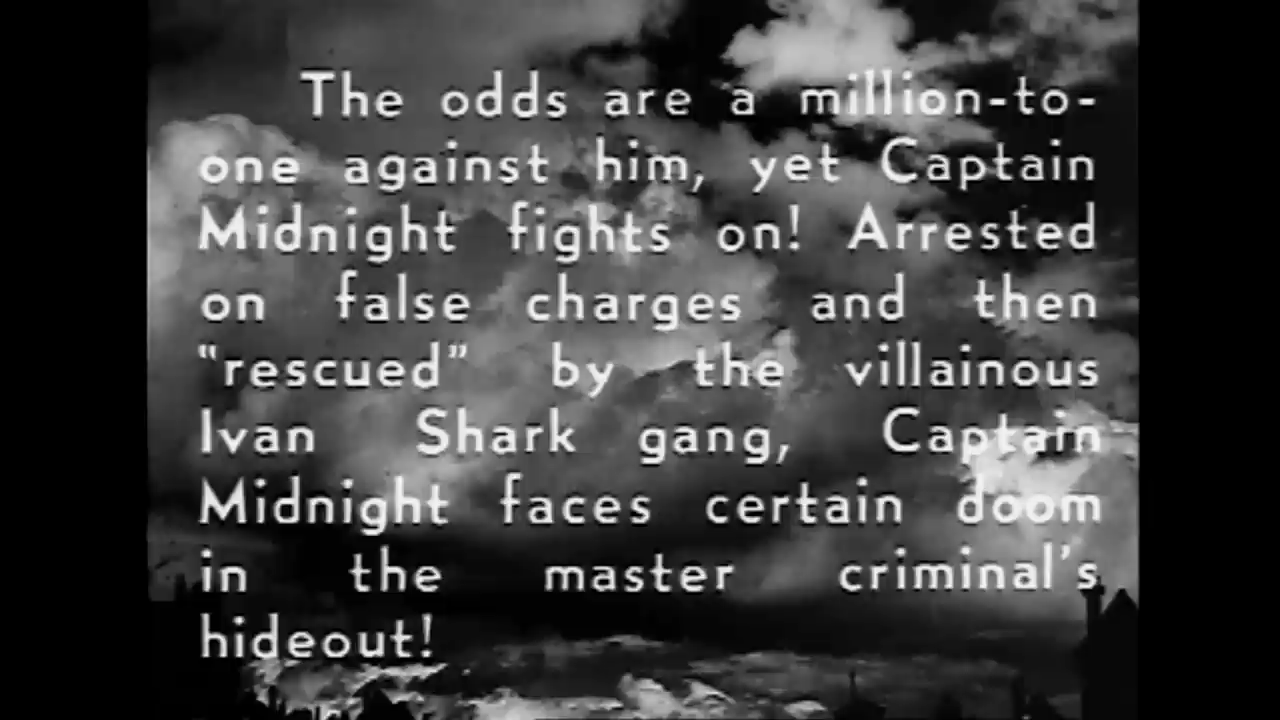 The odds are a million-to-
one against him, yet Captain
Midnight fights on! Arrested
on false charges and then
"rescued" by the villainous
Ivan Shark gang, Captain
Midnight faces certain doom
in the master criminal's
hideout!